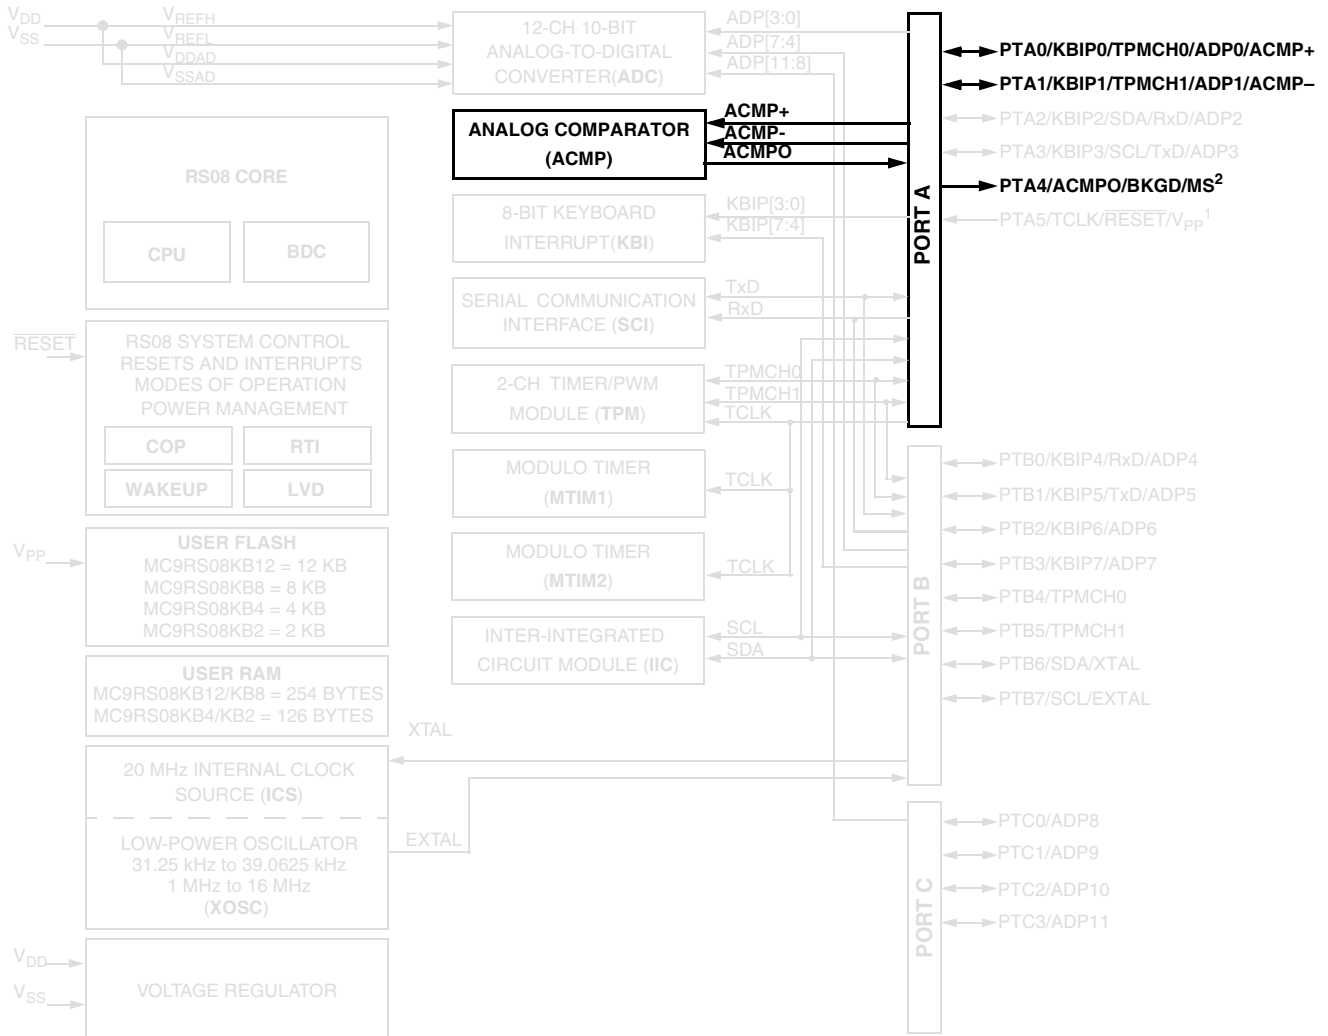 VDD
VSS
VREFH
VREFL
VDDAD
VSSAD
12-CH 10-BIT
ANALOG-TO-DIGITAL
CONVERTER(ADC)
ADP[3:0]
ADP[7:4]
ADP[11:8]
ANALOG COMPARATOR
(ACMP)
ACMP+
ACMP-
ACMPO
RS08 CORE
CPU
BDC
8-BIT KEYBOARD
INTERRUPT(KBI)
KBIP[3:0]
KBIP[7:4]
SERIAL COMMUNICATION
INTERFACE (SCI)
TxD
RxD
RESET
RS08 SYSTEM CONTROL
RESETS AND INTERRUPTS
MODES OF OPERATION
POWER MANAGEMENT
COP
RTI
WAKEUP
LVD
2-CH TIMER/PWM
MODULE (TPM)
TPMCH0
TPMCH1
TCLK
MODULO TIMER
(MTIM1)
TCLK
VPP
USER FLASH
MC9RS08KB12 = 12 KB
MC9RS08KB8 = 8 KB
MC9RS08KB4 = 4 KB
MC9RS08KB2 = 2 KB
MODULO TIMER
(MTIM2)
TCLK
INTER-INTEGRATED
CIRCUIT MODULE (IIC)
SCL
SDA
USER RAM
MC9RS08KB12/KB8 = 254 BYTES
MC9RS08KB4/KB2 = 126 BYTES
XTAL
20 MHz INTERNAL CLOCK
SOURCE (ICS)
LOW-POWER OSCILLATOR
31.25 kHz to 39.0625 kHz
1 MHz to 16 MHz
(XOSC)
EXTAL
VDD
VSS
VOLTAGE REGULATOR
PORT A
PTA0/KBIP0/TPMCH0/ADP0/ACMP+
PTA1/KBIP1/TPMCH1/ADP1/ACMP–
PTA2/KBIP2/SDA/RxD/ADP2
PTA3/KBIP3/SCL/TxD/ADP3
PTA4/ACMPO/BKGD/MS2
PTA5/TCLK/RESET/VPP1
PORT B
PTB0/KBIP4/RxD/ADP4
PTB1/KBIP5/TxD/ADP5
PTB2/KBIP6/ADP6
PTB3/KBIP7/ADP7
PTB4/TPMCH0
PTB5/TPMCH1
PTB6/SDA/XTAL
PTB7/SCL/EXTAL
PORT C
PTC0/ADP8
PTC1/ADP9
PTC2/ADP10
PTC3/ADP11